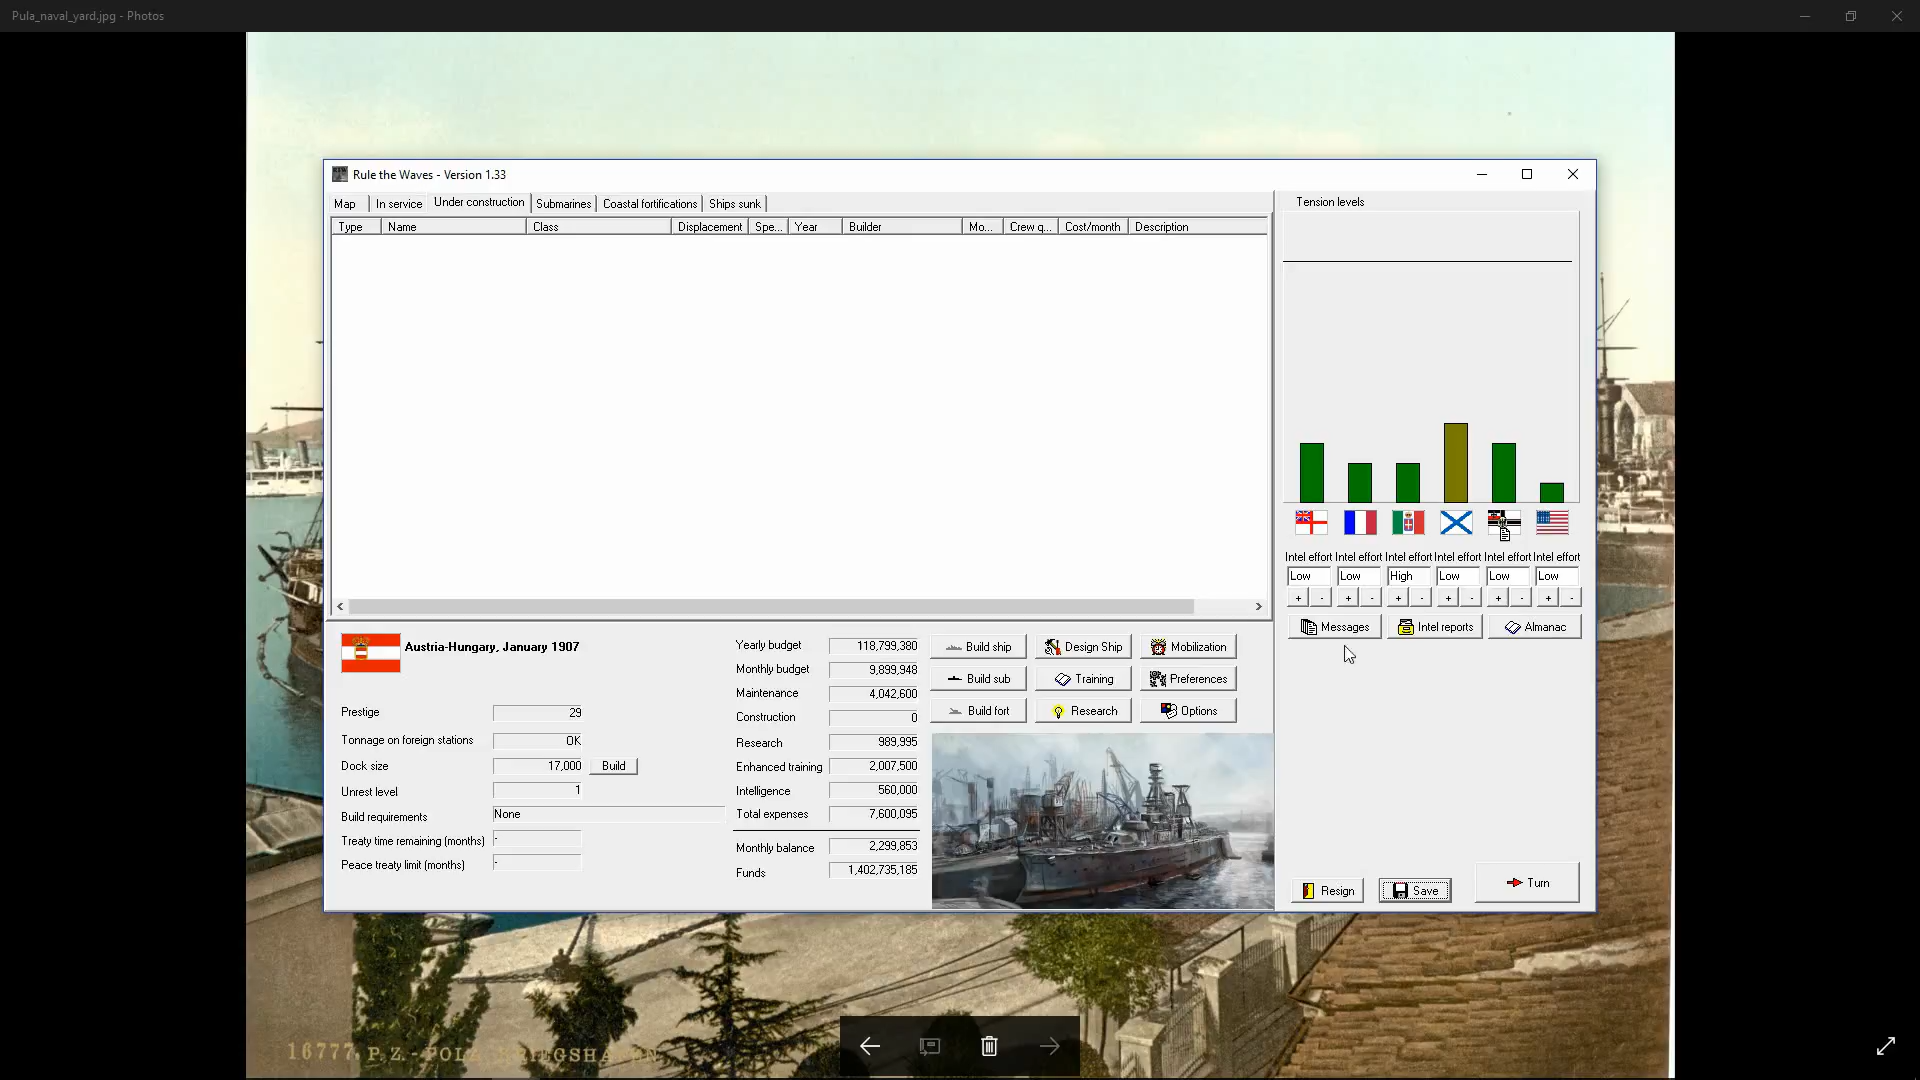 Pula_naval_yard.jpg - Photos
Rule the Waves - Version 1.33
Map In service Under construction Submarines Coastal fortifications Ships sunk
Type Name Class Displacement Spe... Year Builder Mo... Crew q... Cost/month Description
Tension levels
Intel effort Intel effort Intel effort Intel effort Intel effort Intel effort
Low Low High Low Low Low
+ - + - + - + - + - + -
Messages Intel reports Almanac
Austria-Hungary, January 1907
Prestige 29
Tonnage on foreign stations OK
Dock size 17,000 Build
Unrest level 1
Build requirements None
Treaty time remaining (months) -
Peace treaty limit (months) -
Yearly budget 118,799,380
Monthly budget 9,899,948
Maintenance 4,042,600
Construction 0
Research 989,995
Enhanced training 2,007,500
Intelligence 560,000
Total expenses 7,600,095
Monthly balance 2,299,853
Funds 1,402,735,185
Build ship Design Ship Mobilization
Build sub Training Preferences
Build fort Research Options
Resign Save Turn
16777 P.Z. - POLA KRIEGSHAFEN